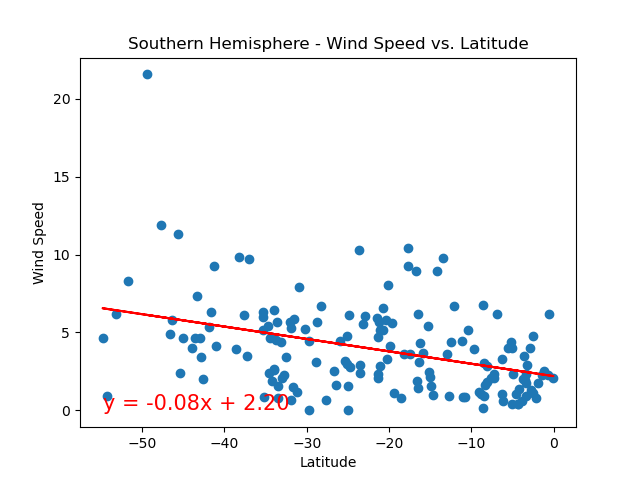 Southern Hemisphere - Wind Speed vs. Latitude
Wind Speed
20
15
10
5
0
y = -0.08x + 2.20
−50
−40
−30
−20
−10
0
Latitude